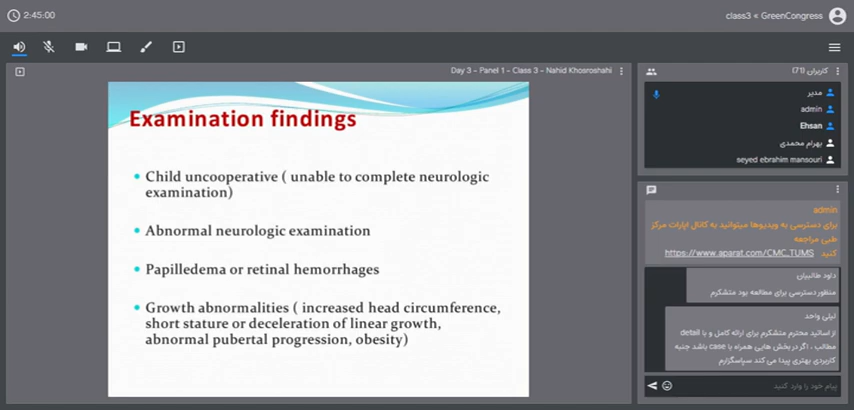 2:45:00
class3 < GreenCongress
Day 3 - Panel 1 - Class 3 - Nahid Khosroshahi
Examination findings
Child uncooperative ( unable to complete neurologic
examination)
Abnormal neurologic examination
Papilledema or retinal hemorrhages
Growth abnormalities ( increased head circumference,
short stature or deceleration of linear growth,
abnormal pubertal progression, obesity)
کاربران (71)
مدیر
admin
Ehsan
بهرام محمدی
seyed ebrahim mansouri
admin
برای دسترسی به ویدیوها میتوانید به کانال اپارات مرکز
طبی مراجعه
کنید https://www.aparat.com/CMC_TUMS
داود طالبیان
منظور دسترسی برای مطالعه بود متشکرم
لیلی واحد
از اساتید محترم متشکرم برای ارائه کامل و با detail
مطالب ، اگر در بخش هایی همراه با case باشد جنبه
کاربردی بهتری پیدا می کند سپاسگزارم
پیام خود را وارد کنید